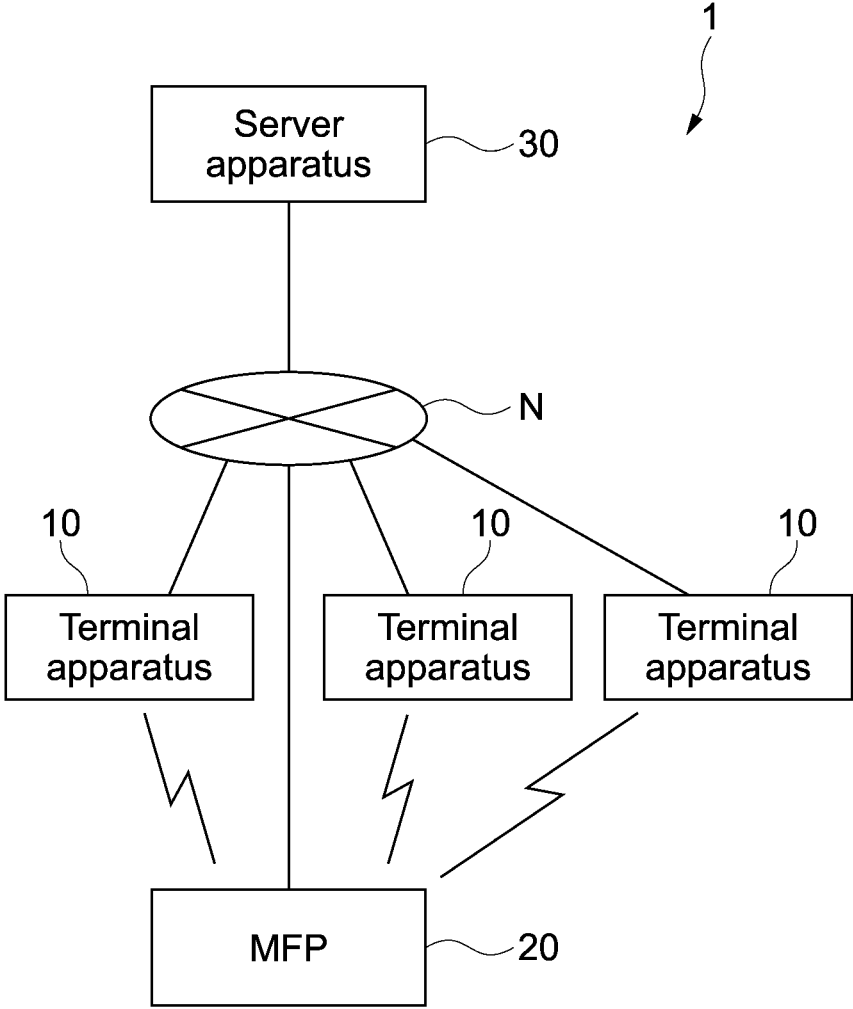 1
Server
apparatus
30
N
10
10
10
Terminal
apparatus
Terminal
apparatus
Terminal
apparatus
MFP
20